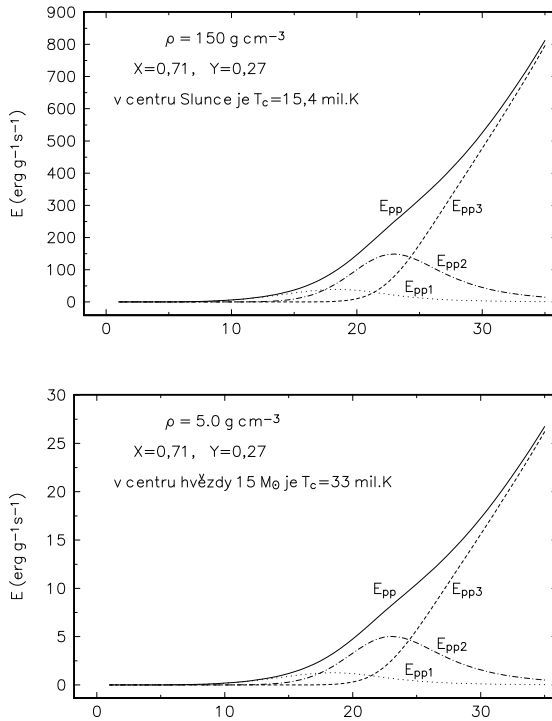 900
800
700
600
500
400
300
200
100
0
E (erg g⁻¹s⁻¹)
ρ = 150 g cm⁻³
X=0,71, Y=0,27
v centru Slunce je T_c=15,4 mil.K
E_pp
E_pp3
E_pp2
E_pp1
0 10 20 30
30
25
20
15
10
5
0
E (erg g⁻¹s⁻¹)
ρ = 5.0 g cm⁻³
X=0,71, Y=0,27
v centru hvězdy 15 M⊙ je T_c=33 mil.K
E_pp
E_pp3
E_pp2
E_pp1
0 10 20 30